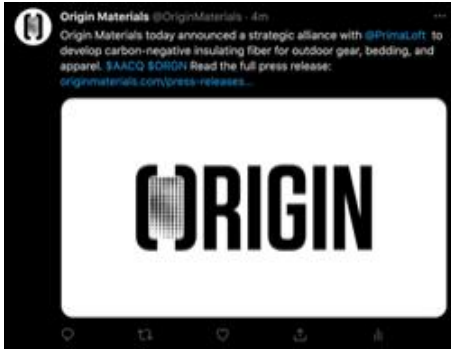 Origin Materials @OriginMaterials · 4m
Origin Materials today announced a strategic alliance with @PrimaLoft to
develop carbon-negative insulating fiber for outdoor gear, bedding, and
apparel. $AACQ $ORGN Read the full press release:
originmaterials.com/press-releases...
ORIGIN